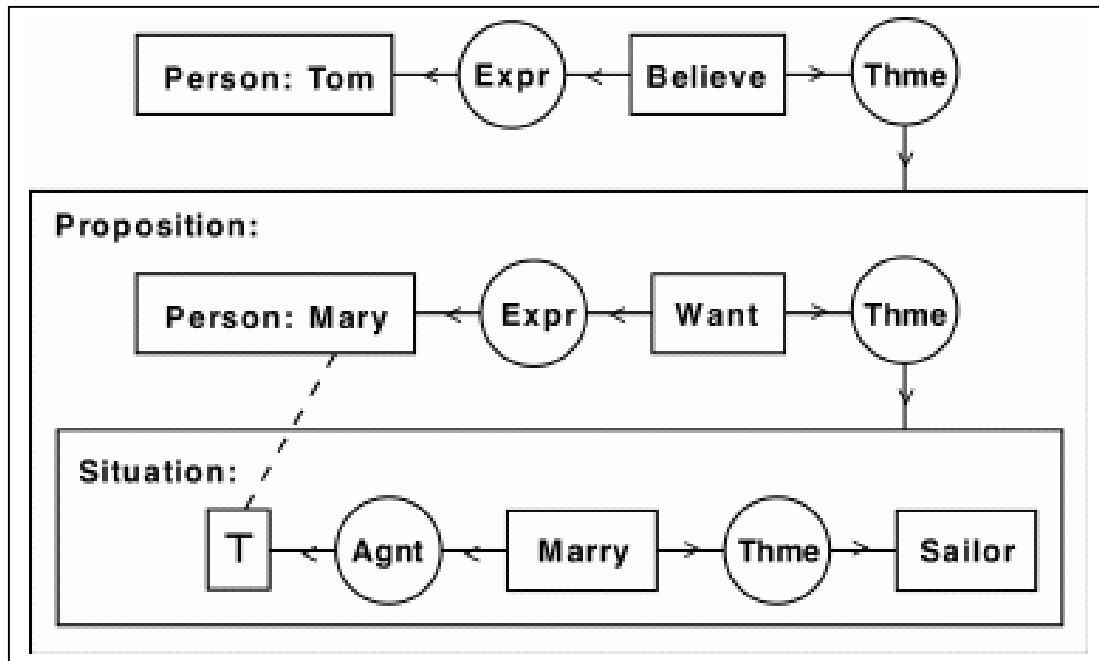 Person: Tom Expr Believe Thme
Proposition:
Person: Mary Expr Want Thme
Situation:
T Agnt Marry Thme Sailor